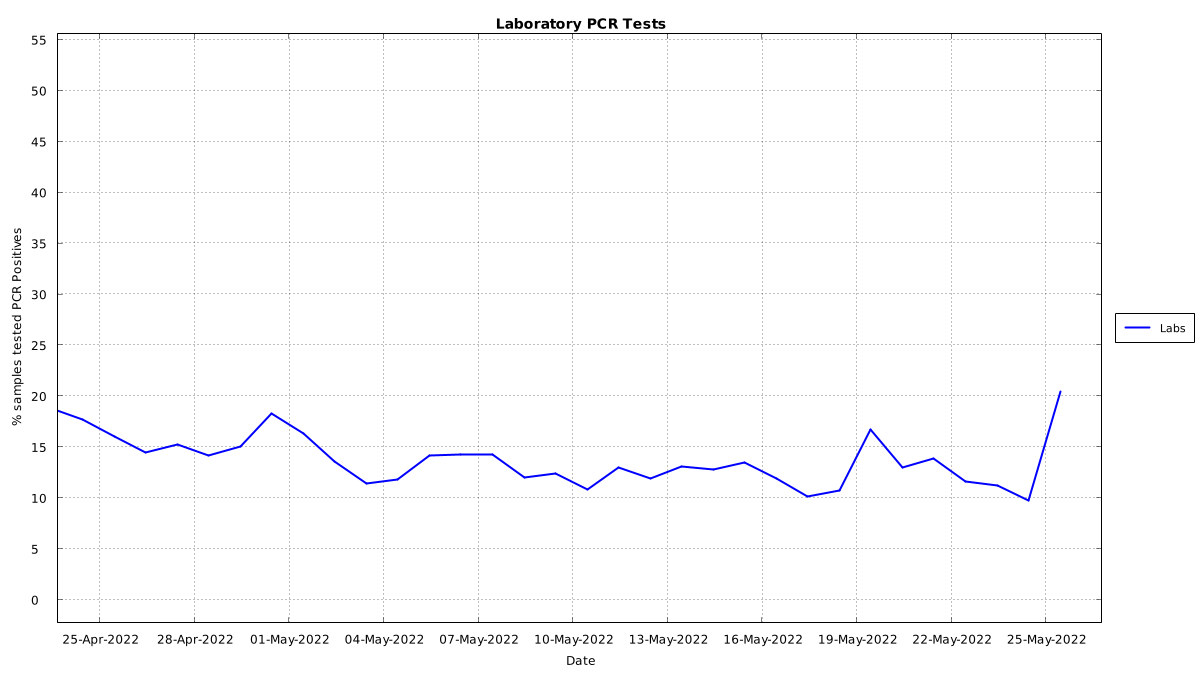 Laboratory PCR Tests
% samples tested PCR Positives
55
50
45
40
35
30
25
20
15
10
5
0
Labs
25-Apr-2022 28-Apr-2022 01-May-2022 04-May-2022 07-May-2022 10-May-2022 13-May-2022 16-May-2022 19-May-2022 22-May-2022 25-May-2022
Date